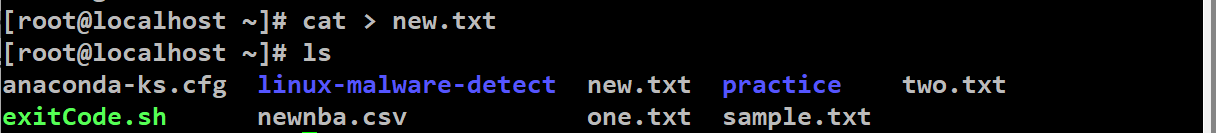 [root@localhost ~]# cat > new.txt
[root@localhost ~]# ls
anaconda-ks.cfg  linux-malware-detect  new.txt  practice    two.txt
exitCode.sh      newnba.csv            one.txt  sample.txt